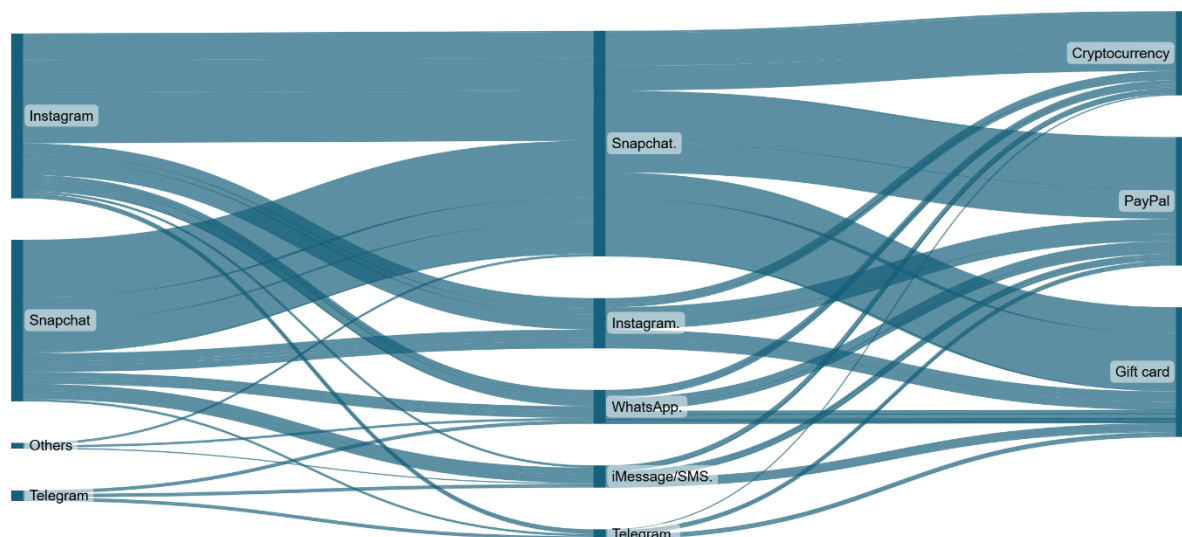 Instagram
Snapchat
Others
Telegram
Snapchat.
Instagram.
WhatsApp.
iMessage/SMS.
Telegram
Cryptocurrency
PayPal
Gift card